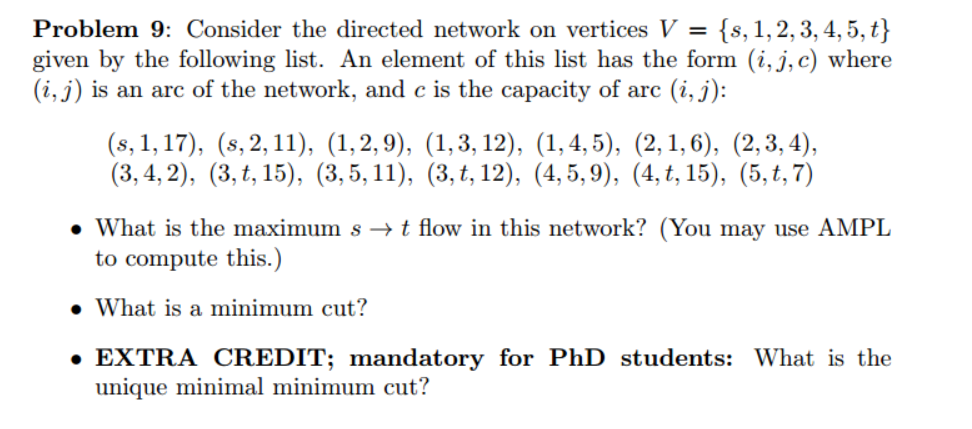 Problem 9: Consider the directed network on vertices V = {s, 1, 2, 3, 4, 5, t}
given by the following list. An element of this list has the form (i, j, c) where
(i, j) is an arc of the network, and c is the capacity of arc (i, j):
(s, 1, 17), (s, 2, 11), (1, 2, 9), (1, 3, 12), (1, 4, 5), (2, 1, 6), (2, 3, 4),
(3, 4, 2), (3, t, 15), (3, 5, 11), (3, t, 12), (4, 5, 9), (4, t, 15), (5, t, 7)
• What is the maximum s → t flow in this network? (You may use AMPL
to compute this.)
• What is a minimum cut?
• EXTRA CREDIT; mandatory for PhD students: What is the
unique minimal minimum cut?